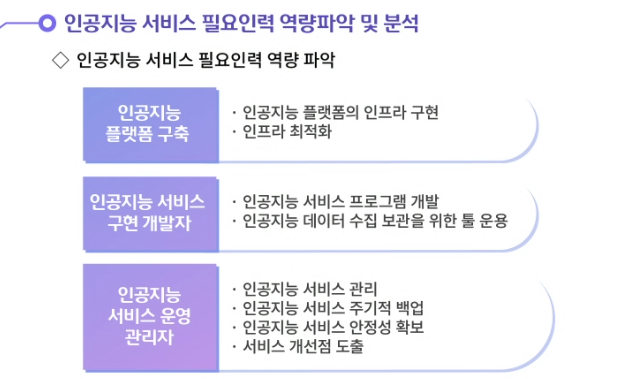 인공지능 서비스 필요인력 역량파악 및 분석
◇ 인공지능 서비스 필요인력 역량 파악
인공지능
플랫폼 구축
· 인공지능 플랫폼의 인프라 구현
· 인프라 최적화
인공지능 서비스
구현 개발자
· 인공지능 서비스 프로그램 개발
· 인공지능 데이터 수집 보관을 위한 툴 운용
인공지능
서비스 운영
관리자
· 인공지능 서비스 관리
· 인공지능 서비스 주기적 백업
· 인공지능 서비스 안정성 확보
· 서비스 개선점 도출